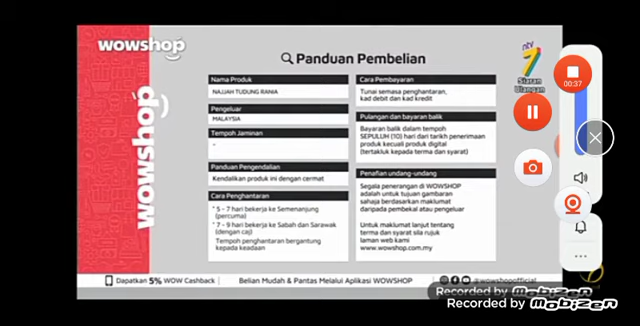 wowshop
Panduan Pembelian
ntv
7
Siaran
Ulangan
00:37
wowshop
Nama Produk
NAJJAH TUDUNG RANIA
Pengeluar
MALAYSIA
Tempoh Jaminan
-
Panduan Pengendalian
Kendalikan produk ini dengan cermat
Cara Penghantaran
* 5 - 7 hari bekerja ke Semenanjung
(percuma)
* 7 - 9 hari bekerja ke Sabah dan Sarawak
(dengan caj)
Tempoh penghantaran bergantung
kepada keadaan
Cara Pembayaran
Tunai semasa penghantaran,
kad debit dan kad kredit
Pulangan dan bayaran balik
Bayaran balik dalam tempoh
SEPULUH (10) hari dari tarikh penerimaan
produk kecuali produk digital
(tertakluk kepada terma dan syarat)
Penafian undang-undang
Segala penerangan di WOWSHOP
adalah untuk tujuan gambaran
sahaja berdasarkan maklumat
daripada pembekal atau pengeluar
Untuk maklumat lanjut tentang
terma dan syarat sila rujuk
laman web kami
www.wowshop.com.my
Dapatkan 5% WOW Cashback
Belian Mudah & Pantas Melalui Aplikasi WOWSHOP
@wowshopofficial
Recorded by Mobizen
Recorded by Mobizen